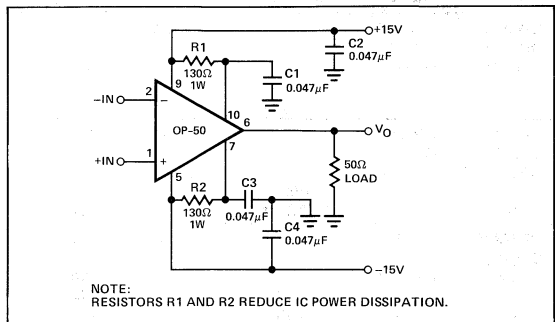 +15V
C2
0.047µF
R1
130Ω
1W
C1
0.047µF
9
10
−IN
2
−
OP-50
6
VO
+IN
1
+
7
5
50Ω
LOAD
R2
130Ω
1W
C3
0.047µF
C4
0.047µF
−15V
NOTE:
RESISTORS R1 AND R2 REDUCE IC POWER DISSIPATION.